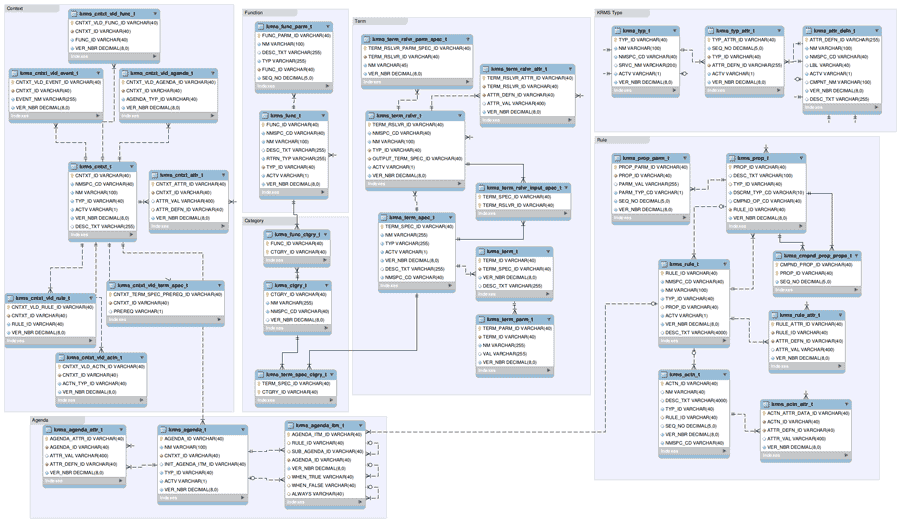 Context
krms_cntxt_vld_func_t
CNTXT_VLD_FUNC_ID VARCHAR(40)
CNTXT_ID VARCHAR(40)
FUNC_ID VARCHAR(40)
VER_NBR DECIMAL(8,0)
Indexes
krms_cntxt_vld_event_t
CNTXT_VLD_EVENT_ID VARCHAR(40)
CNTXT_ID VARCHAR(40)
EVENT_NM VARCHAR(255)
VER_NBR DECIMAL(8,0)
Indexes
krms_cntxt_vld_agenda_t
CNTXT_VLD_AGENDA_ID VARCHAR(40)
CNTXT_ID VARCHAR(40)
AGENDA_TYP_ID VARCHAR(40)
VER_NBR DECIMAL(8,0)
Indexes
krms_cntxt_t
CNTXT_ID VARCHAR(40)
NMSPC_CD VARCHAR(40)
NM VARCHAR(100)
TYP_ID VARCHAR(40)
ACTV VARCHAR(1)
VER_NBR DECIMAL(8,0)
DESC_TXT VARCHAR(255)
Indexes
krms_cntxt_attr_t
CNTXT_ATTR_ID VARCHAR(40)
CNTXT_ID VARCHAR(40)
ATTR_VAL VARCHAR(400)
ATTR_DEFN_ID VARCHAR(40)
VER_NBR DECIMAL(8,0)
Indexes
krms_cntxt_vld_rule_t
CNTXT_VLD_RULE_ID VARCHAR(40)
CNTXT_ID VARCHAR(40)
RULE_ID VARCHAR(40)
VER_NBR DECIMAL(8,0)
Indexes
krms_cntxt_vld_term_spec_t
CNTXT_TERM_SPEC_PREREQ_ID VARCHAR(40)
CNTXT_ID VARCHAR(40)
PREREQ VARCHAR(1)
krms_cntxt_vld_actn_t
CNTXT_VLD_ACTN_ID VARCHAR(40)
CNTXT_ID VARCHAR(40)
ACTN_TYP_ID VARCHAR(40)
VER_NBR DECIMAL(8,0)
Indexes
Function
krms_func_parm_t
FUNC_PARM_ID VARCHAR(40)
NM VARCHAR(100)
DESC_TXT VARCHAR(255)
TYP VARCHAR(255)
FUNC_ID VARCHAR(40)
SEQ_NO DECIMAL(5,0)
Indexes
krms_func_t
FUNC_ID VARCHAR(40)
NMSPC_CD VARCHAR(40)
NM VARCHAR(100)
DESC_TXT VARCHAR(255)
RTRN_TYP VARCHAR(255)
TYP_ID VARCHAR(40)
ACTV VARCHAR(1)
VER_NBR DECIMAL(8,0)
Indexes
Category
krms_func_ctgry_t
FUNC_ID VARCHAR(40)
CTGRY_ID VARCHAR(40)
Indexes
krms_ctgry_t
CTGRY_ID VARCHAR(40)
NM VARCHAR(255)
NMSPC_CD VARCHAR(40)
VER_NBR DECIMAL(8,0)
Indexes
krms_term_spec_ctgry_t
TERM_SPEC_ID VARCHAR(40)
CTGRY_ID VARCHAR(40)
Term
krms_term_rslvr_parm_spec_t
TERM_RSLVR_PARM_SPEC_ID VARCHAR(40)
TERM_RSLVR_ID VARCHAR(40)
NM VARCHAR(40)
VER_NBR DECIMAL(8,0)
Indexes
krms_term_rslvr_attr_t
TERM_RSLVR_ATTR_ID VARCHAR(40)
TERM_RSLVR_ID VARCHAR(40)
ATTR_DEFN_ID VARCHAR(40)
ATTR_VAL VARCHAR(400)
VER_NBR DECIMAL(8,0)
Indexes
krms_term_rslvr_t
TERM_RSLVR_ID VARCHAR(40)
NMSPC_CD VARCHAR(40)
NM VARCHAR(100)
TYP_ID VARCHAR(40)
OUTPUT_TERM_SPEC_ID VARCHAR(40)
ACTV VARCHAR(1)
VER_NBR DECIMAL(8,0)
Indexes
krms_term_rslvr_input_spec_t
TERM_SPEC_ID VARCHAR(40)
TERM_RSLVR_ID VARCHAR(40)
Indexes
krms_term_spec_t
TERM_SPEC_ID VARCHAR(40)
NM VARCHAR(255)
TYP VARCHAR(255)
ACTV VARCHAR(1)
VER_NBR DECIMAL(8,0)
DESC_TXT VARCHAR(255)
NMSPC_CD VARCHAR(40)
Indexes
krms_term_t
TERM_ID VARCHAR(40)
TERM_SPEC_ID VARCHAR(40)
VER_NBR DECIMAL(8,0)
DESC_TXT VARCHAR(255)
Indexes
krms_term_parm_t
TERM_PARM_ID VARCHAR(40)
TERM_ID VARCHAR(40)
NM VARCHAR(255)
VAL VARCHAR(255)
VER_NBR DECIMAL(8,0)
Indexes
KRMS Type
krms_typ_t
TYP_ID VARCHAR(40)
NM VARCHAR(100)
NMSPC_CD VARCHAR(40)
SRVC_NM VARCHAR(200)
ACTV VARCHAR(1)
VER_NBR DECIMAL(8,0)
Indexes
krms_typ_attr_t
TYP_ATTR_ID VARCHAR(40)
SEQ_NO DECIMAL(5,0)
TYP_ID VARCHAR(40)
ATTR_DEFN_ID VARCHAR(255)
ACTV VARCHAR(1)
VER_NBR DECIMAL(8,0)
Indexes
krms_attr_defn_t
ATTR_DEFN_ID VARCHAR(255)
NM VARCHAR(100)
NMSPC_CD VARCHAR(40)
LBL VARCHAR(40)
ACTV VARCHAR(1)
CMPNT_NM VARCHAR(100)
VER_NBR DECIMAL(8,0)
DESC_TXT VARCHAR(255)
Indexes
Rule
krms_prop_parm_t
PROP_PARM_ID VARCHAR(40)
PROP_ID VARCHAR(40)
PARM_VAL VARCHAR(255)
PARM_TYP_CD VARCHAR(1)
SEQ_NO DECIMAL(5,0)
Indexes
krms_prop_t
PROP_ID VARCHAR(40)
DESC_TXT VARCHAR(100)
TYP_ID VARCHAR(40)
DSCRM_TYP_CD VARCHAR(10)
CMPND_OP_CD VARCHAR(40)
RULE_ID VARCHAR(40)
VER_NBR DECIMAL(8,0)
Indexes
krms_cmpnd_prop_props_t
CMPND_PROP_ID VARCHAR(40)
PROP_ID VARCHAR(40)
SEQ_NO DECIMAL(5,0)
krms_rule_t
RULE_ID VARCHAR(40)
NMSPC_CD VARCHAR(40)
NM VARCHAR(100)
TYP_ID VARCHAR(40)
PROP_ID VARCHAR(40)
ACTV VARCHAR(1)
VER_NBR DECIMAL(8,0)
DESC_TXT VARCHAR(4000)
Indexes
krms_rule_attr_t
RULE_ATTR_ID VARCHAR(40)
RULE_ID VARCHAR(40)
ATTR_DEFN_ID VARCHAR(40)
ATTR_VAL VARCHAR(400)
VER_NBR DECIMAL(8,0)
Indexes
krms_actn_t
ACTN_ID VARCHAR(40)
NM VARCHAR(40)
DESC_TXT VARCHAR(4000)
TYP_ID VARCHAR(40)
RULE_ID VARCHAR(40)
SEQ_NO DECIMAL(5,0)
VER_NBR DECIMAL(8,0)
NMSPC_CD VARCHAR(40)
Indexes
krms_actn_attr_t
ACTN_ATTR_DATA_ID VARCHAR(40)
ACTN_ID VARCHAR(40)
ATTR_DEFN_ID VARCHAR(40)
ATTR_VAL VARCHAR(400)
VER_NBR DECIMAL(8,0)
Indexes
Agenda
krms_agenda_attr_t
AGENDA_ATTR_ID VARCHAR(40)
AGENDA_ID VARCHAR(40)
ATTR_VAL VARCHAR(400)
ATTR_DEFN_ID VARCHAR(40)
VER_NBR DECIMAL(8,0)
Indexes
krms_agenda_t
AGENDA_ID VARCHAR(40)
NM VARCHAR(100)
CNTXT_ID VARCHAR(40)
INIT_AGENDA_ITM_ID VARCHAR(40)
TYP_ID VARCHAR(40)
ACTV VARCHAR(1)
VER_NBR DECIMAL(8,0)
Indexes
krms_agenda_itm_t
AGENDA_ITM_ID VARCHAR(40)
RULE_ID VARCHAR(40)
SUB_AGENDA_ID VARCHAR(40)
AGENDA_ID VARCHAR(40)
VER_NBR DECIMAL(8,0)
WHEN_TRUE VARCHAR(40)
WHEN_FALSE VARCHAR(40)
ALWAYS VARCHAR(40)
Indexes